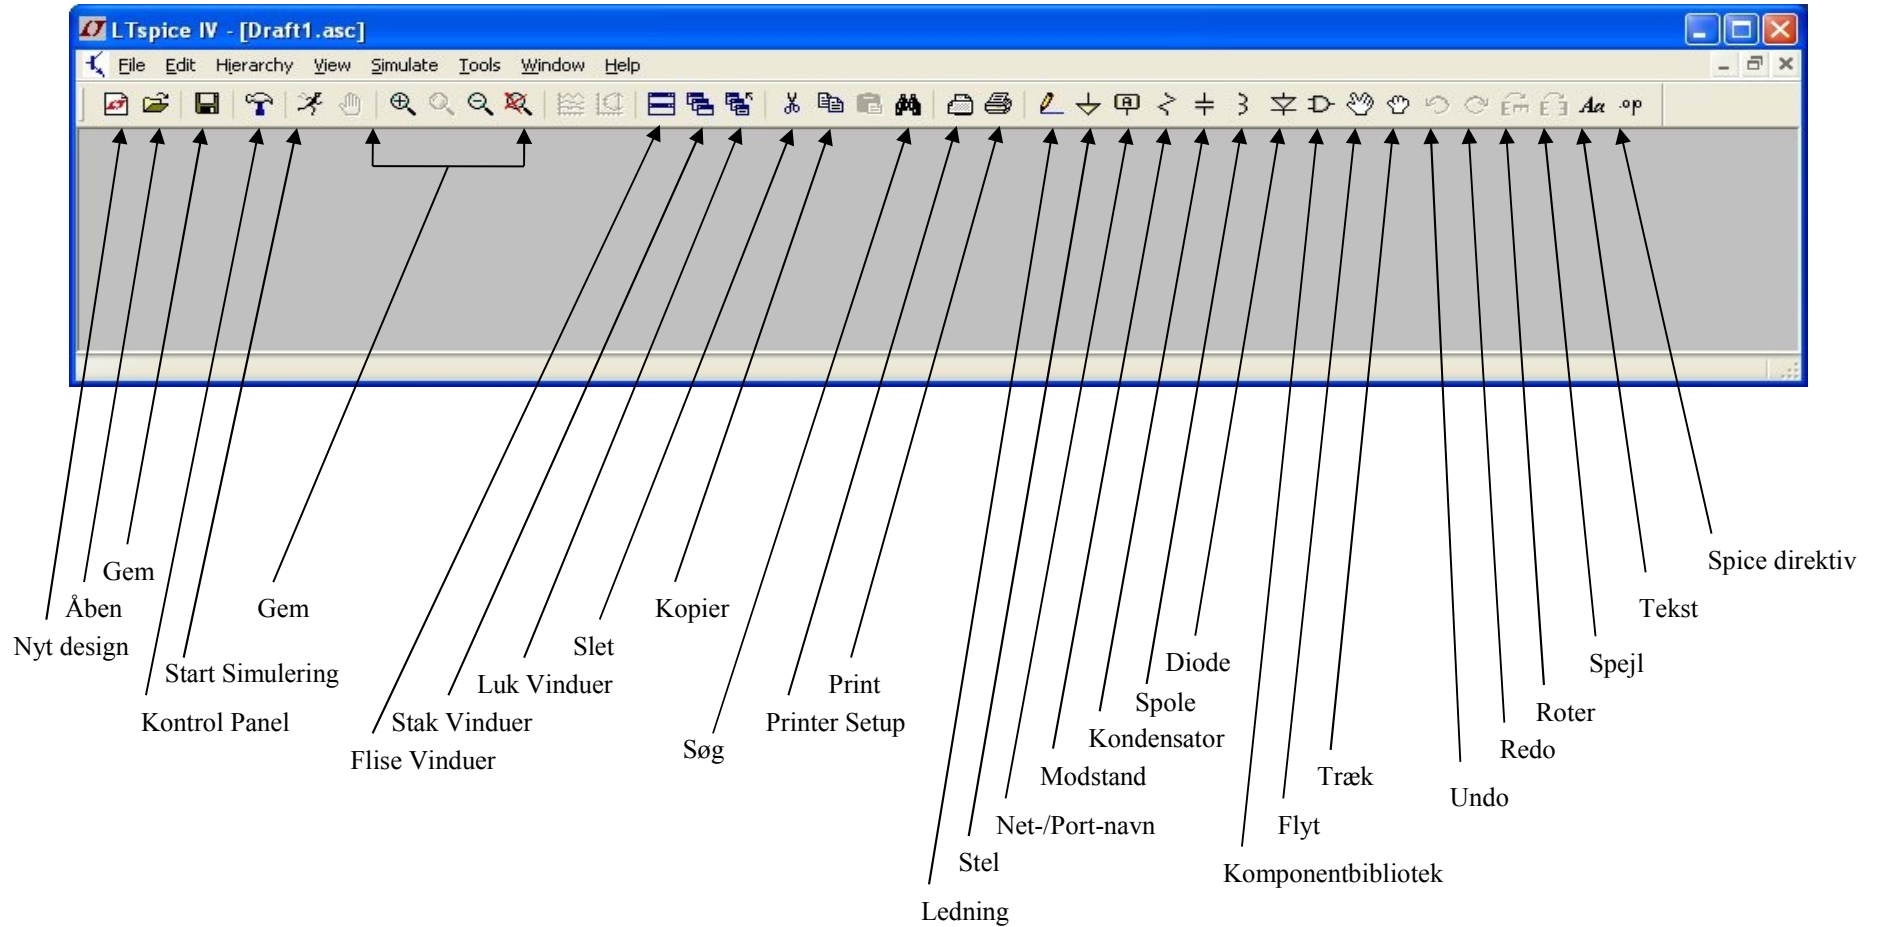 LTspice IV - [Draft1.asc]
File Edit Hierarchy View Simulate Tools Window Help
A Aa .op
Gem
Åben
Nyt design
Start Simulering
Kontrol Panel
Gem
Flise Vinduer
Stak Vinduer
Luk Vinduer
Slet
Kopier
Søg
Printer Setup
Print
Ledning
Stel
Net-/Port-navn
Modstand
Kondensator
Spole
Diode
Komponentbibliotek
Flyt
Træk
Undo
Redo
Roter
Spejl
Tekst
Spice direktiv